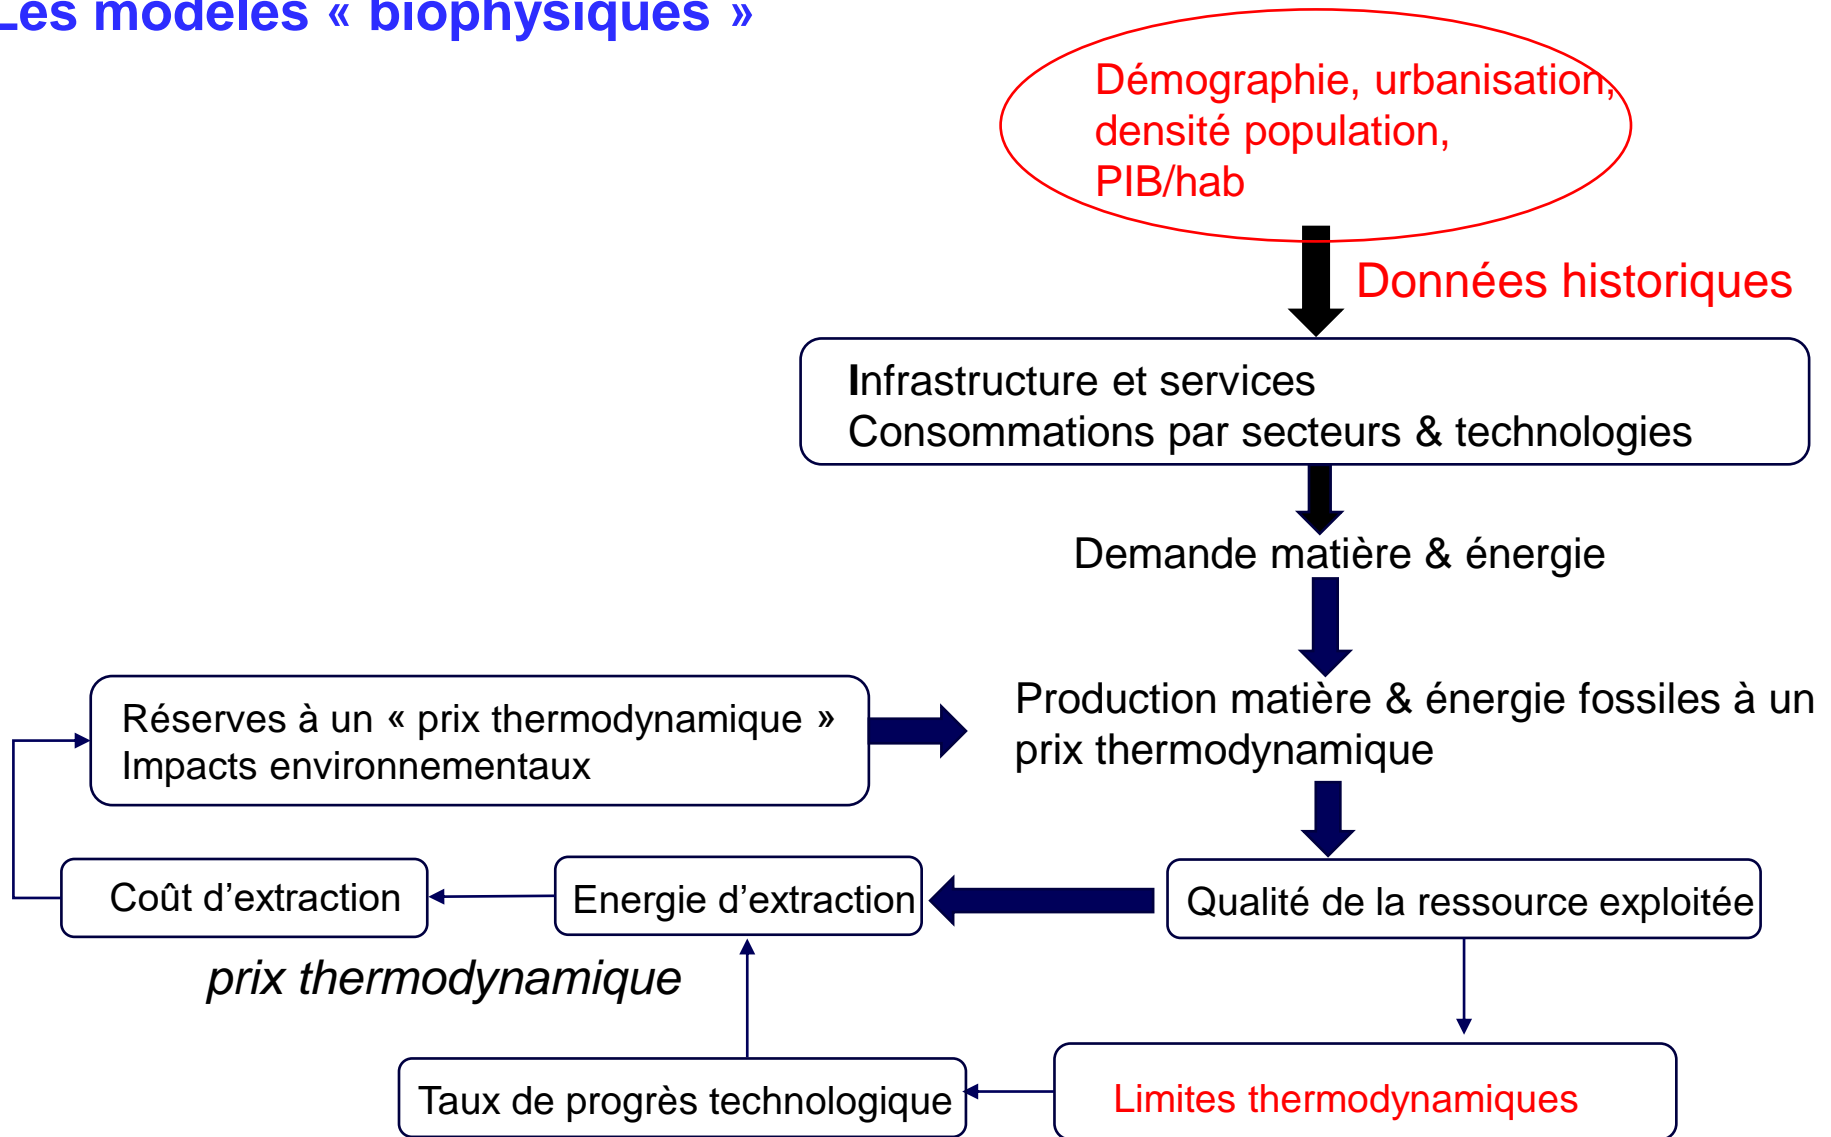 Les modèles « biophysiques »
Démographie, urbanisation,
densité population,
PIB/hab
Données historiques
Infrastructure et services
Consommations par secteurs & technologies
Demande matière & énergie
Réserves à un « prix thermodynamique »
Impacts environnementaux
Production matière & énergie fossiles à un
prix thermodynamique
Coût d’extraction
Energie d’extraction
Qualité de la ressource exploitée
prix thermodynamique
Taux de progrès technologique
Limites thermodynamiques